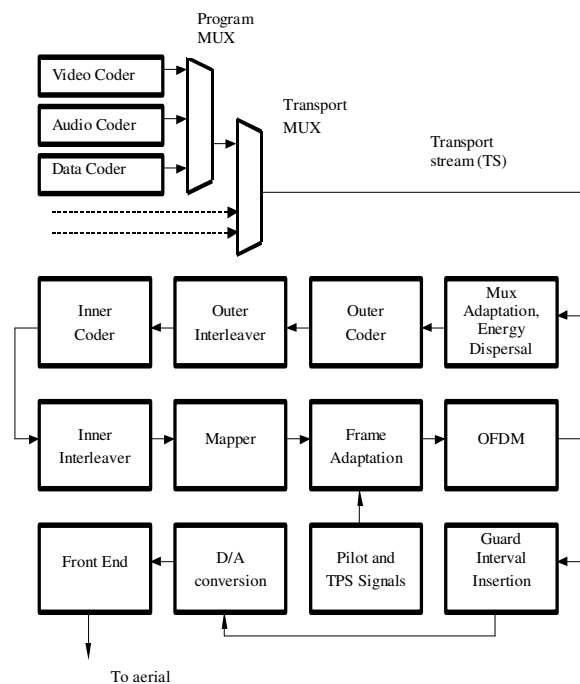 Program
MUX
Video Coder
Audio Coder
Data Coder
Transport
MUX
Transport
stream (TS)
Inner
Coder
Outer
Interleaver
Outer
Coder
Mux
Adaptation,
Energy
Dispersal
Inner
Interleaver
Mapper
Frame
Adaptation
OFDM
Front End
D/A
conversion
Pilot and
TPS Signals
Guard
Interval
Insertion
To aerial